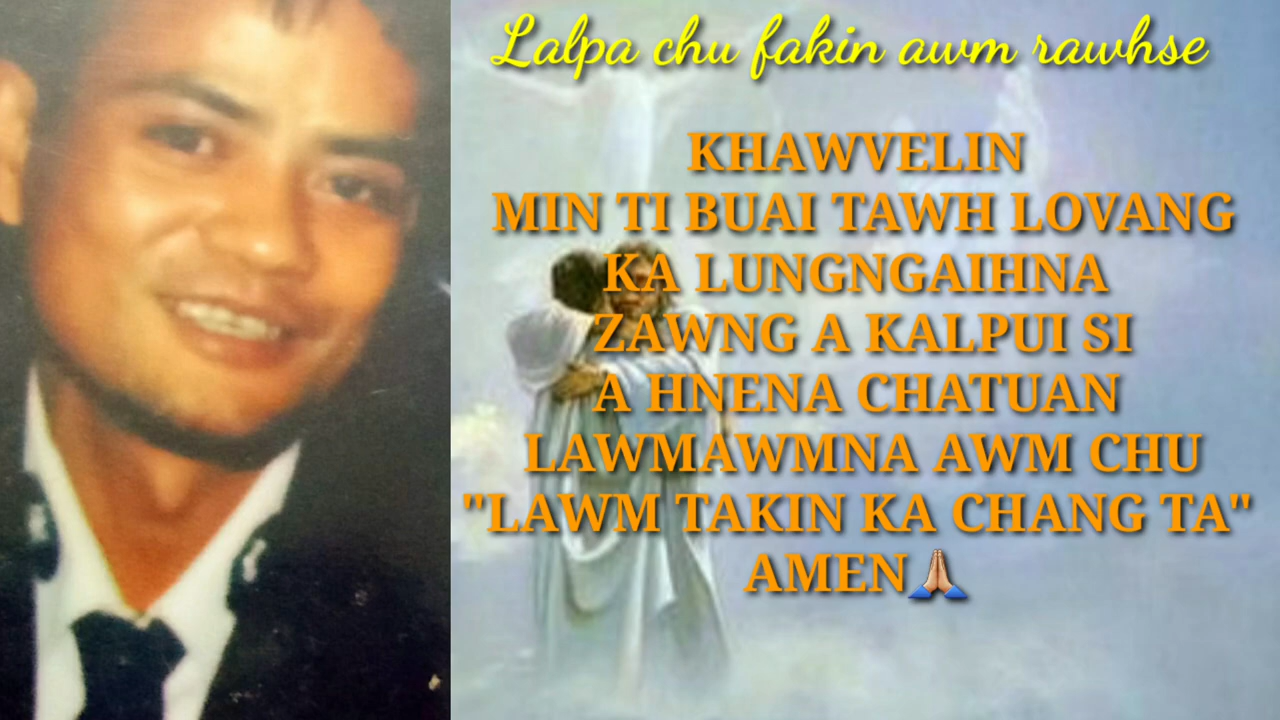 Lalpa chu fakin awm rawhse
KHAWVELIN
MIN TI BUAI TAWH LOVANG
KA LUNGNGAIHNA
ZAWNG A KALPUI SI
A HNENA CHATUAN
LAWMAWMNA AWM CHU
"LAWM TAKIN KA CHANG TA"
AMEN🙏